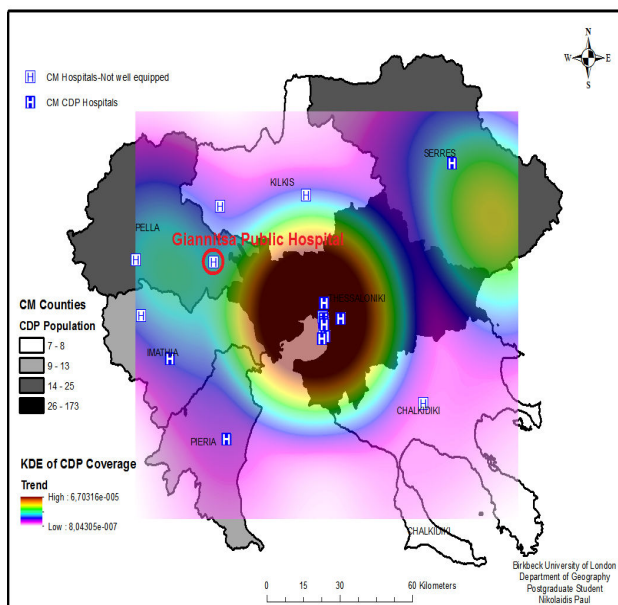 N
W E
S
CM Hospitals-Not well equipped
CM CDP Hospitals
SERRES
KILKIS
PELLA
Giannitsa Public Hospital
HESSALONIKI
IMATHIA
CHALKIDIKI
PIERIA
CHALKIDIKI
CM Counties
CDP Population
7 - 8
9 - 13
14 - 25
26 - 173
KDE of CDP Coverage
Trend
High : 6,70316e-005
Low : 8,04305e-007
Birkbeck University of London
Department of Geography
Postgraduate Student
Nikolaidis Paul
0 15 30 60 Kilometers